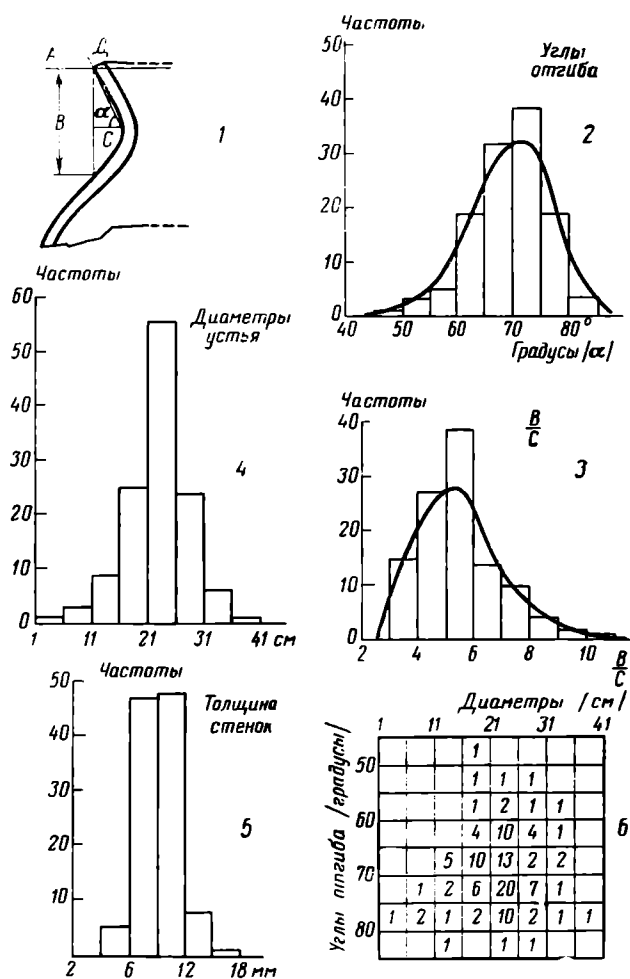 А Д
В
α
С
1
Частоты
50
40
30
20
10
0
Углы
отгиба
2
40 50 60 70 80°
Градусы /α/
Частоты
60
50
40
30
20
10
0
Диаметры
устья
4
1 11 21 31 41 см
Частоты
40
30
20
10
0
В
С
3
2 4 6 8 10 В
С
Частоты
50
40
30
20
10
Толщина
стенок
5
2 6 12 18 мм
Диаметры /см/
1 11 21 31 41
Углы отгиба /градусы/
50
60
70
80
6
1
1 1 1
1 2 1 1
4 10 4 1
5 10 13 2 2
1 2 6 20 7 1
1 2 1 2 10 2 1 1
1 1 1